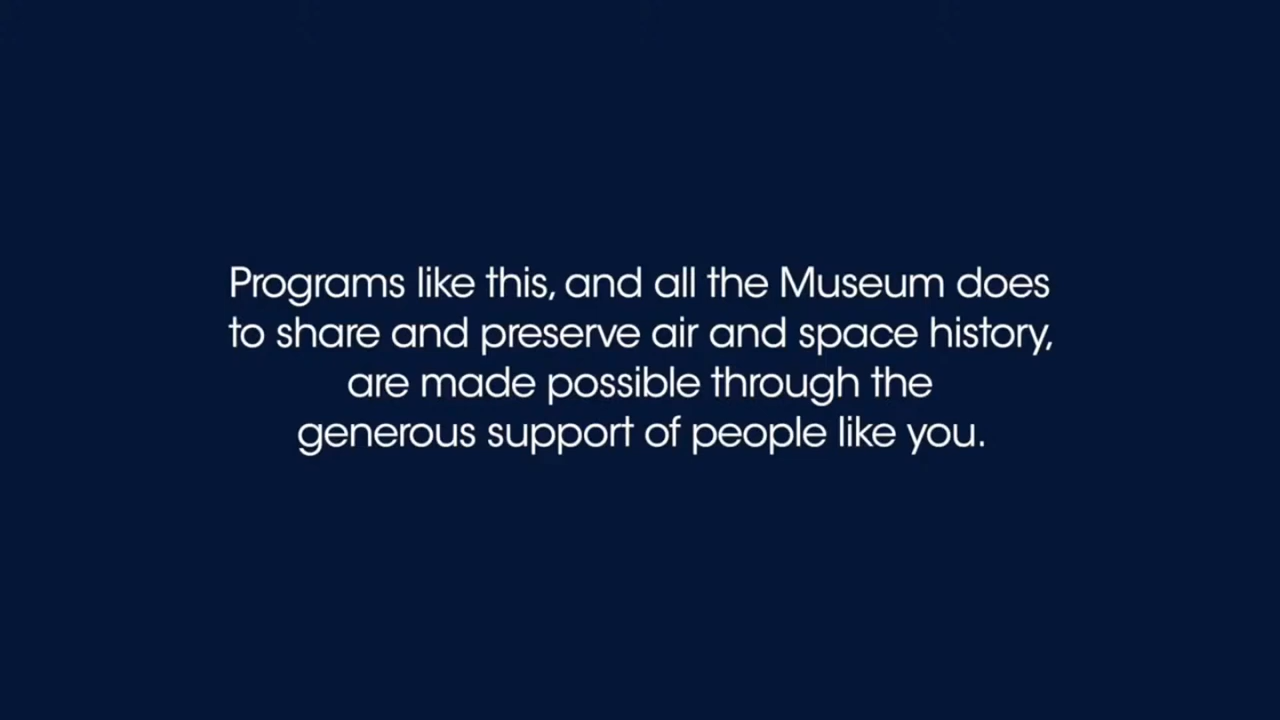 Programs like this, and all the Museum does
to share and preserve air and space history,
are made possible through the
generous support of people like you.